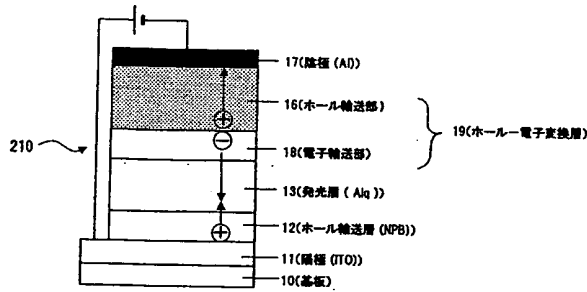 17(陰極(Al))
16(ホール輸送部)
19(ホール−電子変換層)
210
18(電子輸送部)
13(発光層(Alq))
12(ホール輸送層(NPB))
11(陽極(ITO))
10(基板)